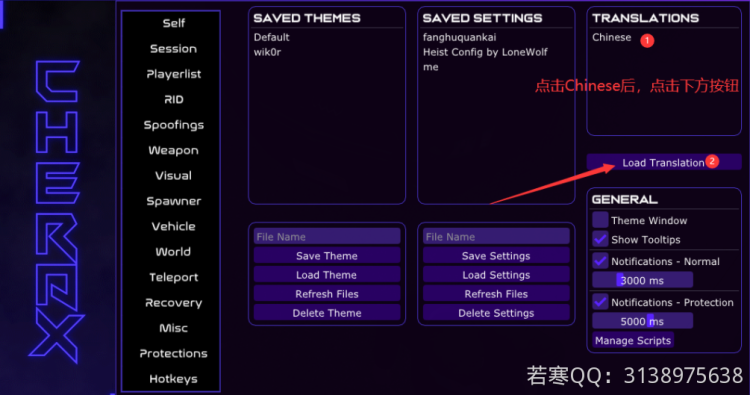 CHERAX
Self
Session
Playerlist
RID
Spoofings
Weapon
Visual
Spawner
Vehicle
World
Teleport
Recovery
Misc
Protections
Hotkeys
SAVED THEMES
Default
wik0r
File Name
Save Theme
Load Theme
Refresh Files
Delete Theme
SAVED SETTINGS
fanghuquankai
Heist Config by LoneWolf
me
File Name
Save Settings
Load Settings
Refresh Files
Delete Settings
TRANSLATIONS
Chinese 1
点击Chinese后，点击下方按钮
Load Translation 2
GENERAL
Theme Window
Show Tooltips
Notifications - Normal
3000 ms
Notifications - Protection
5000 ms
Manage Scripts
若寒QQ：3138975638